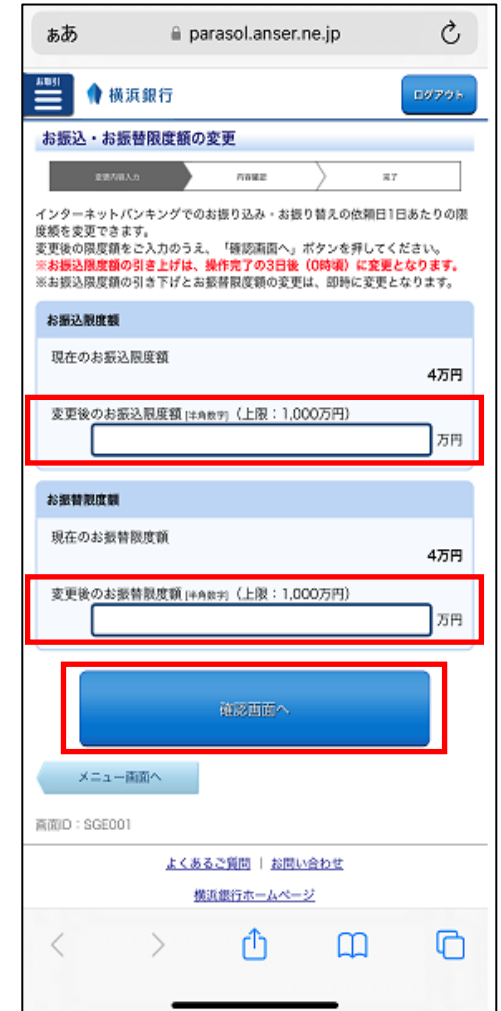 ぁあ parasol.anser.ne.jp
お取引 横浜銀行 ログアウト
お振込・お振替限度額の変更
変更内容入力 内容確認 完了
インターネットバンキングでのお振り込み・お振り替えの依頼日1日あたりの限
度額を変更できます。
変更後の限度額をご入力のうえ、「確認画面へ」ボタンを押してください。
※お振込限度額の引き上げは、操作完了の3日後（0時頃）に変更となります。
※お振込限度額の引き下げとお振替限度額の変更は、即時に変更となります。
お振込限度額
現在のお振込限度額
4万円
変更後のお振込限度額 [半角数字]（上限：1,000万円）
万円
お振替限度額
現在のお振替限度額
4万円
変更後のお振替限度額 [半角数字]（上限：1,000万円）
万円
確認画面へ
メニュー画面へ
画面ID：SGE001
よくあるご質問 | お問い合わせ
横浜銀行ホームページ